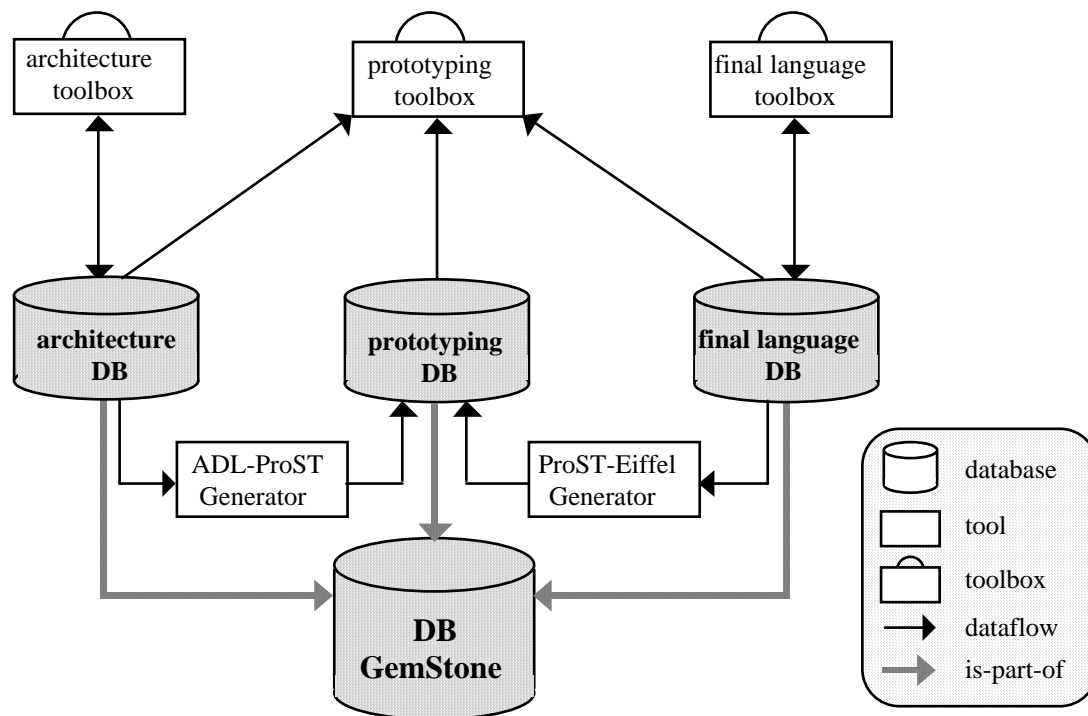 architecture
toolbox
prototyping
toolbox
final language
toolbox
architecture
DB
prototyping
DB
final language
DB
ADL-ProST
Generator
ProST-Eiffel
Generator
DB
GemStone
database
tool
toolbox
dataflow
is-part-of